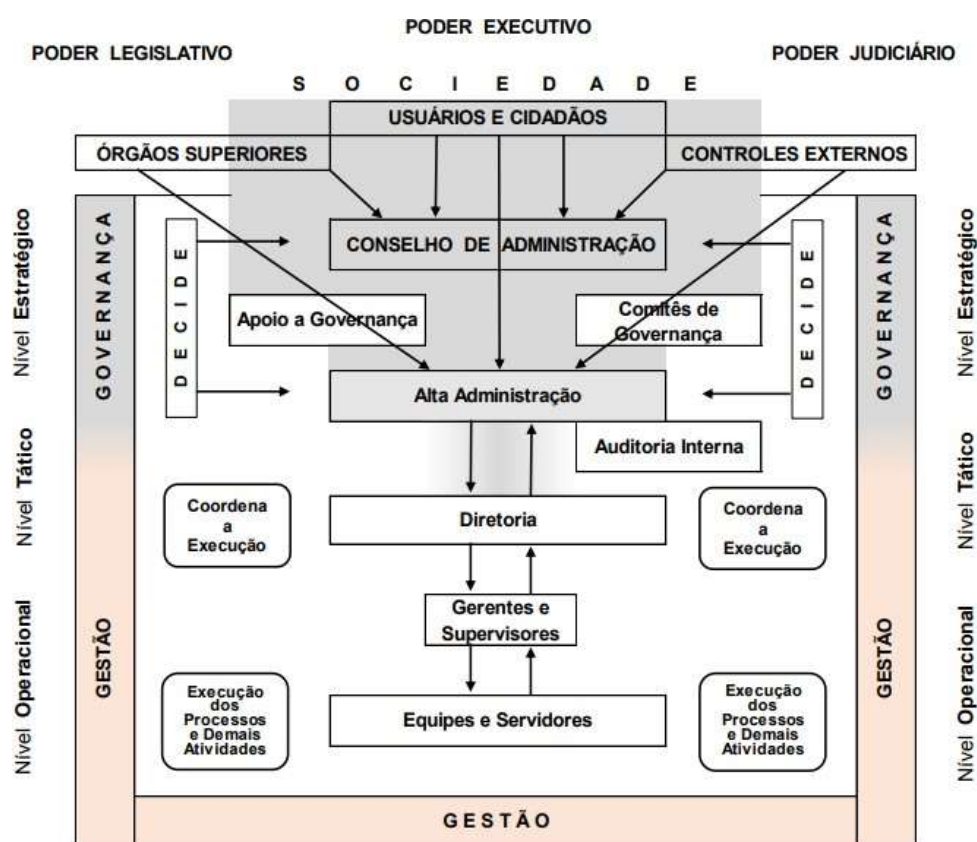 PODER EXECUTIVO
PODER LEGISLATIVO
PODER JUDICIÁRIO
S O C I E D A D E
USUÁRIOS E CIDADÃOS
ÓRGÃOS SUPERIORES
CONTROLES EXTERNOS
Nível Estratégico
GOVERNANÇA
DECIDE
CONSELHO DE ADMINISTRAÇÃO
DECIDE
GOVERNANÇA
Nível Estratégico
Apoio a Governança
Comitês de
Governança
Alta Administração
Auditoria Interna
Nível Tático
Coordena
a
Execução
Diretoria
Coordena
a
Execução
Nível Tático
Gerentes e
Supervisores
Nível Operacional
GESTÃO
Execução
dos
Processos
e Demais
Atividades
Equipes e Servidores
Execução
dos
Processos
e Demais
Atividades
GESTÃO
Nível Operacional
G E S T Ã O